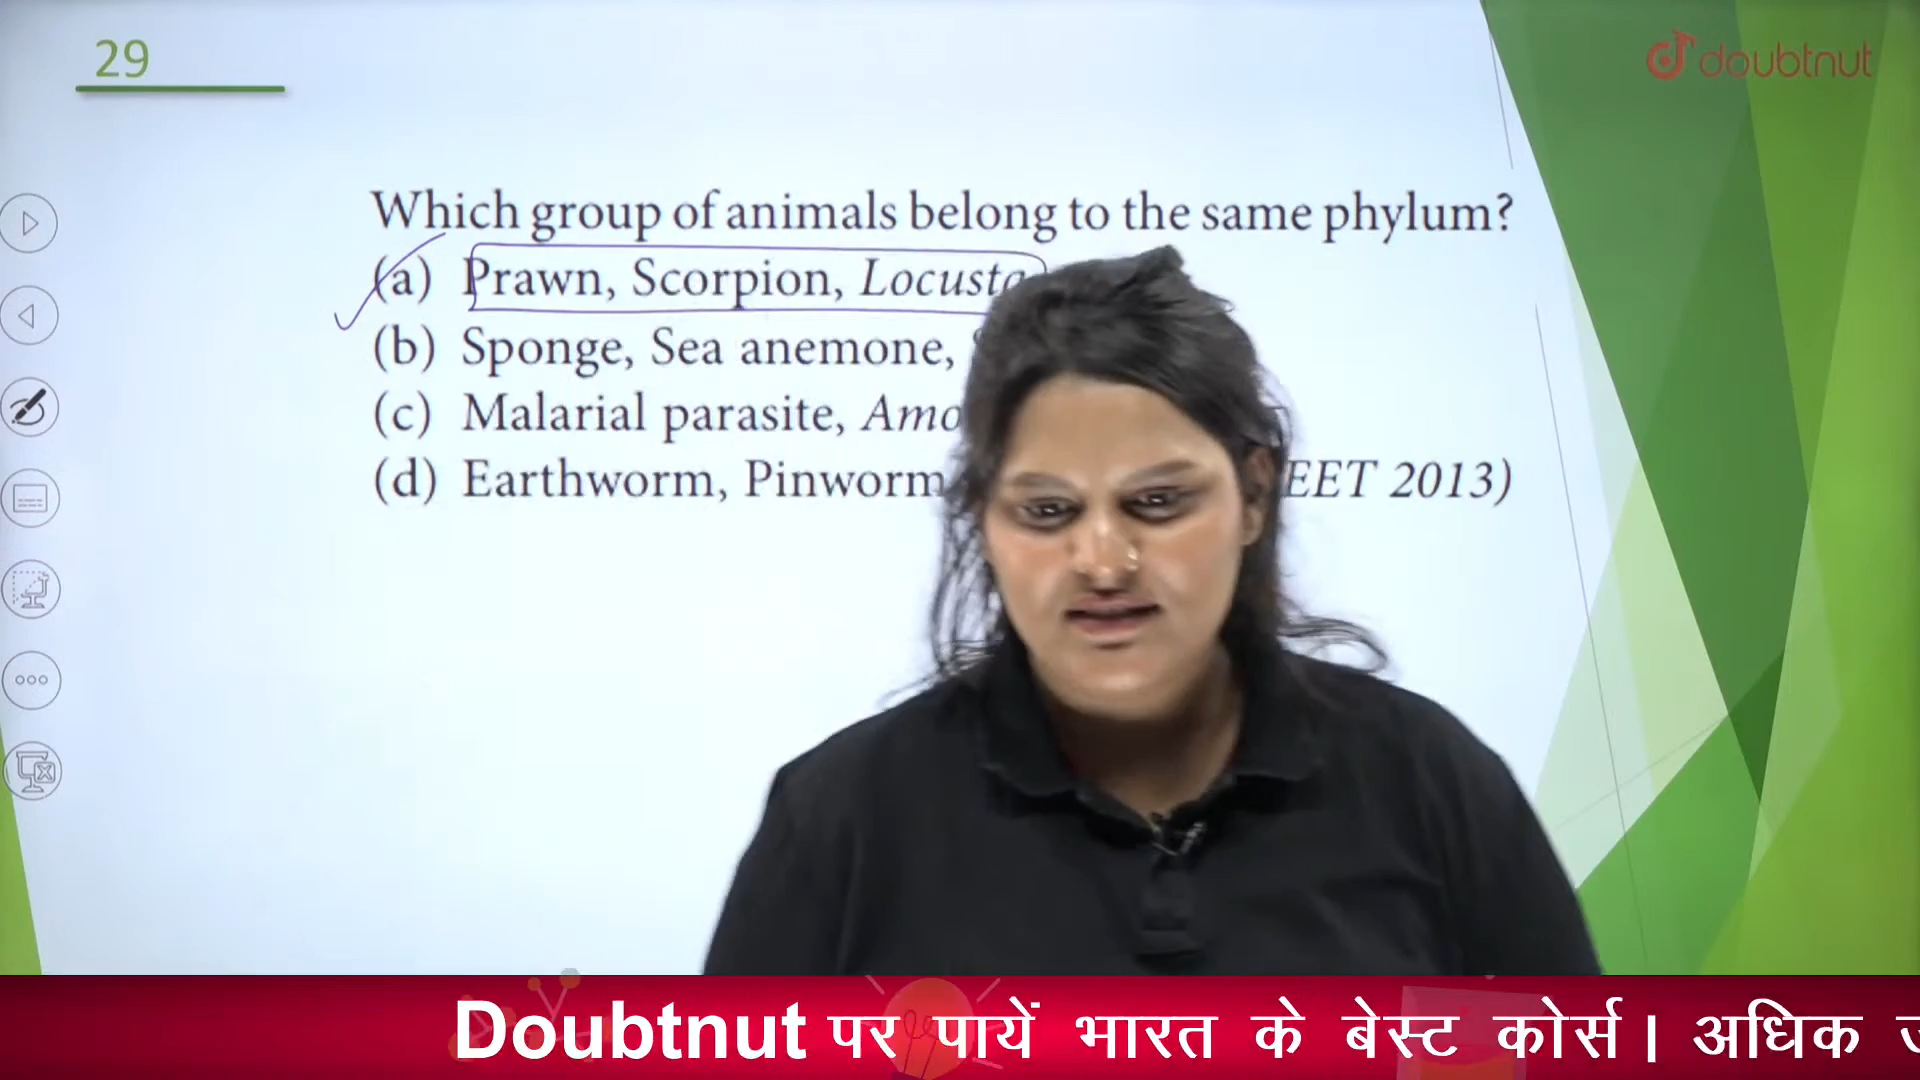 29
doubtnut
Which group of animals belong to the same phylum?
(a) Prawn, Scorpion, Locusta
(b) Sponge, Sea anemone,
(c) Malarial parasite,
(d) Earthworm, Pinworm 2013)
Doubtnut पर पायें भारत के बेस्ट कोर्स। अधिक